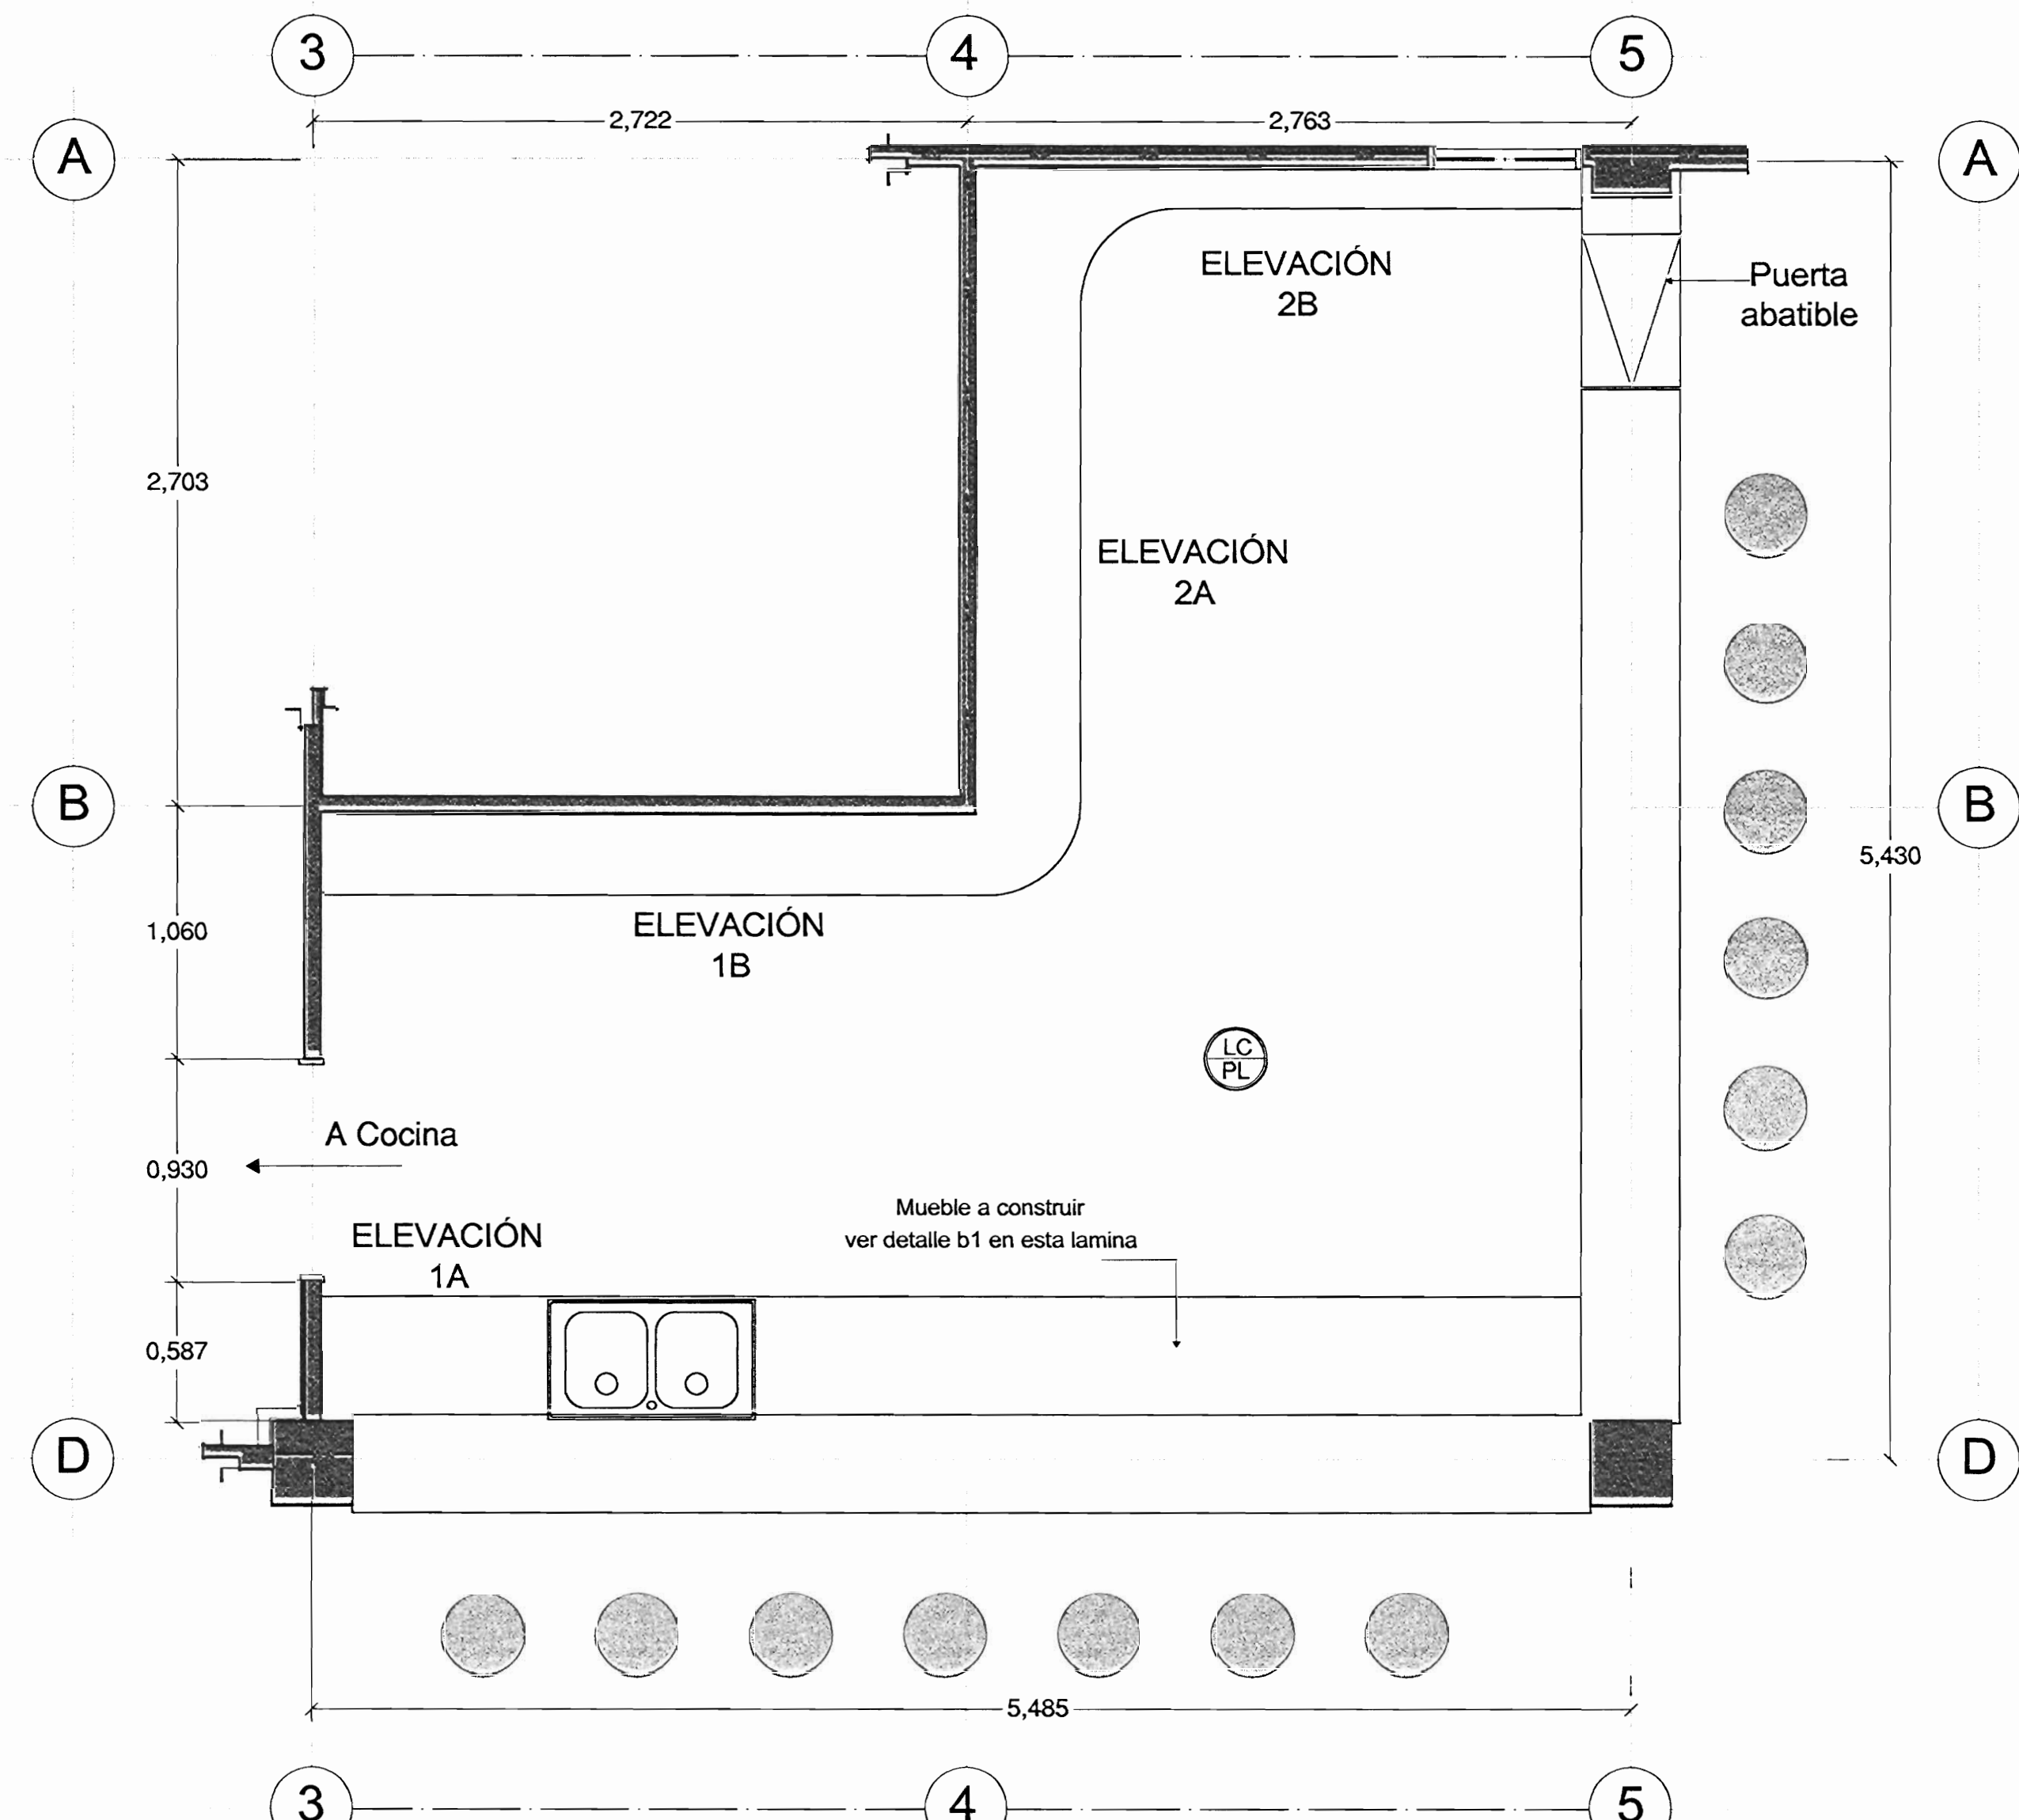 3
4
5
2,722
2,763
A
A
ELEVACIÓN
2B
Puerta
abatible
2,703
ELEVACIÓN
2A
B
B
5,430
ELEVACIÓN
1B
1,060
LC
PL
A Cocina
0,930
Mueble a construir
ver detalle b1 en esta lamina
ELEVACIÓN
1A
0,587
D
D
5,485
3
4
5